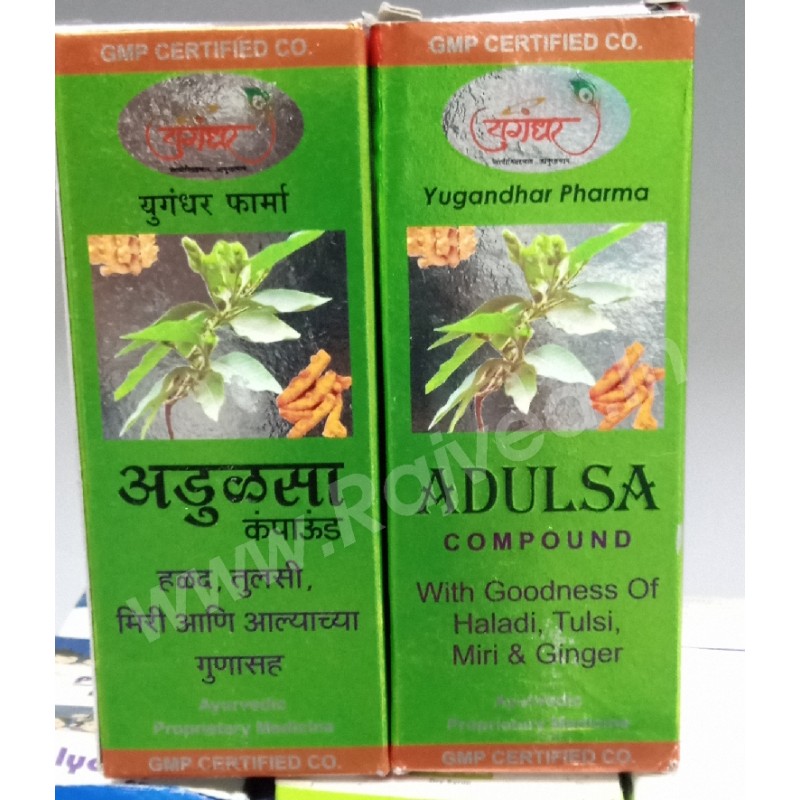 GMP CERTIFIED CO.
युगंधर
युगंधर फार्मा
अडुळसा
कंपाऊंड
हळद, तुलसी,
मिरी आणि आल्याच्या
गुणासह
Ayurvedic
Proprietary Medicine
GMP CERTIFIED CO.
GMP CERTIFIED CO.
युगंधर
Yugandhar Pharma
ADULSA
COMPOUND
With Goodness Of
Haladi, Tulsi,
Miri & Ginger
Ayurvedic
Proprietary Medicine
GMP CERTIFIED CO.